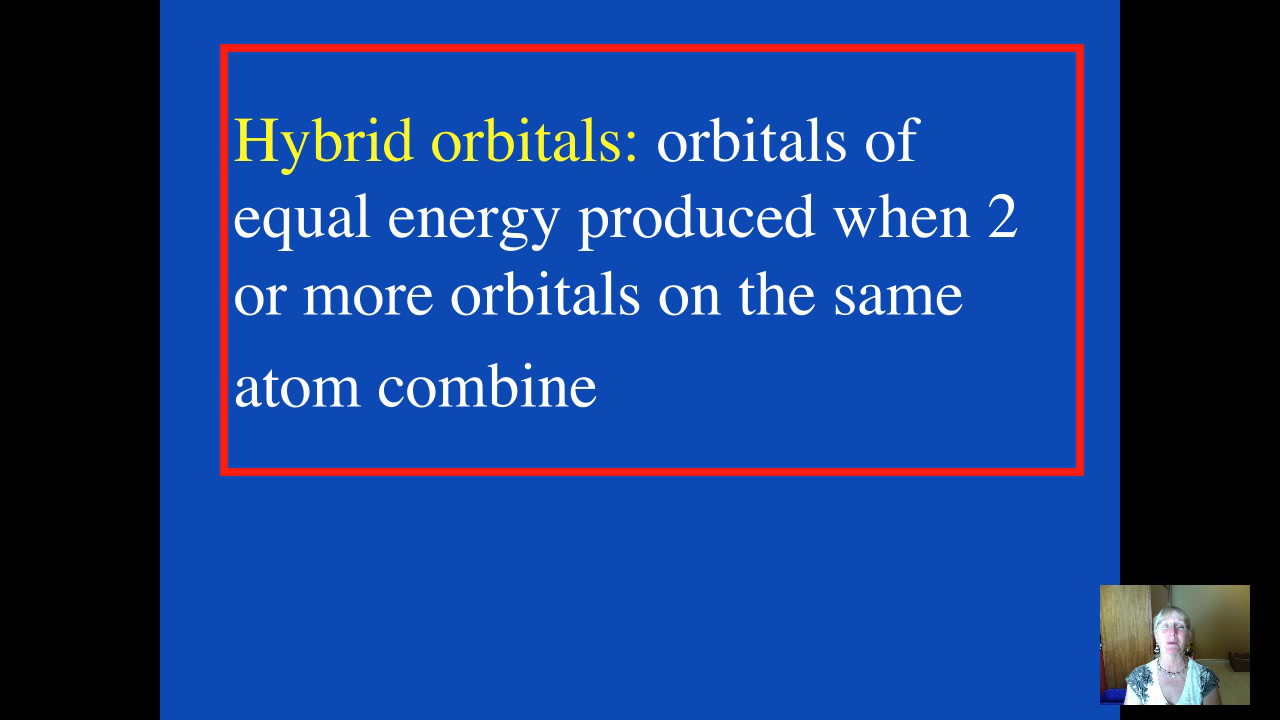 Hybrid orbitals: orbitals of
equal energy produced when 2
or more orbitals on the same
atom combine